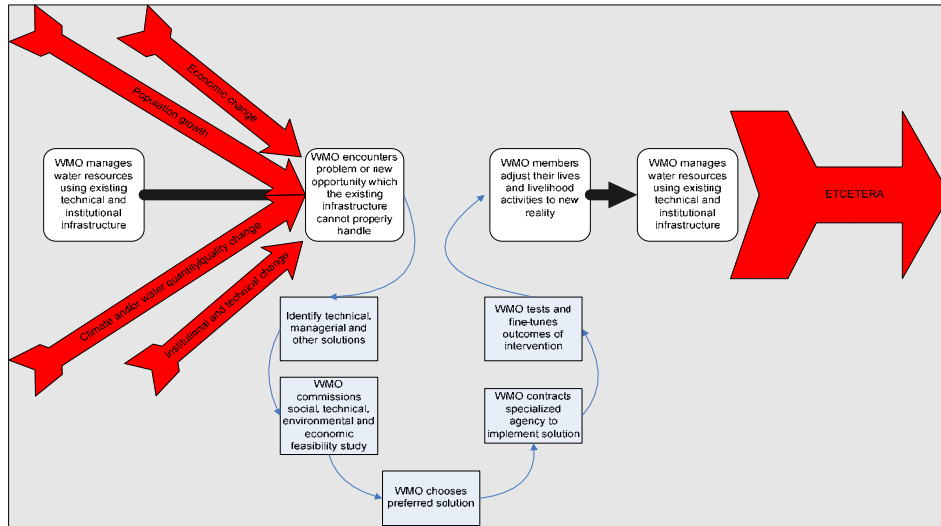 Economic change
Population growth
WMO manages
water resources
using existing
technical and
institutional
infrastructure
WMO encounters
problem or new
opportunity which
the existing
infrastructure
cannot properly
handle
WMO members
adjust their lives
and livelihood
activities to new
reality
WMO manages
water resources
using existing
technical and
institutional
infrastructure
ETCETERA
Climate and/or water quantity/quality change
Institutional and technical change
Identify technical,
managerial and
other solutions
WMO tests and
fine-tunes
outcomes of
intervention
WMO
commissions
social, technical,
environmental and
economic
feasibility study
WMO contracts
specialized
agency to
implement solution
WMO chooses
preferred solution